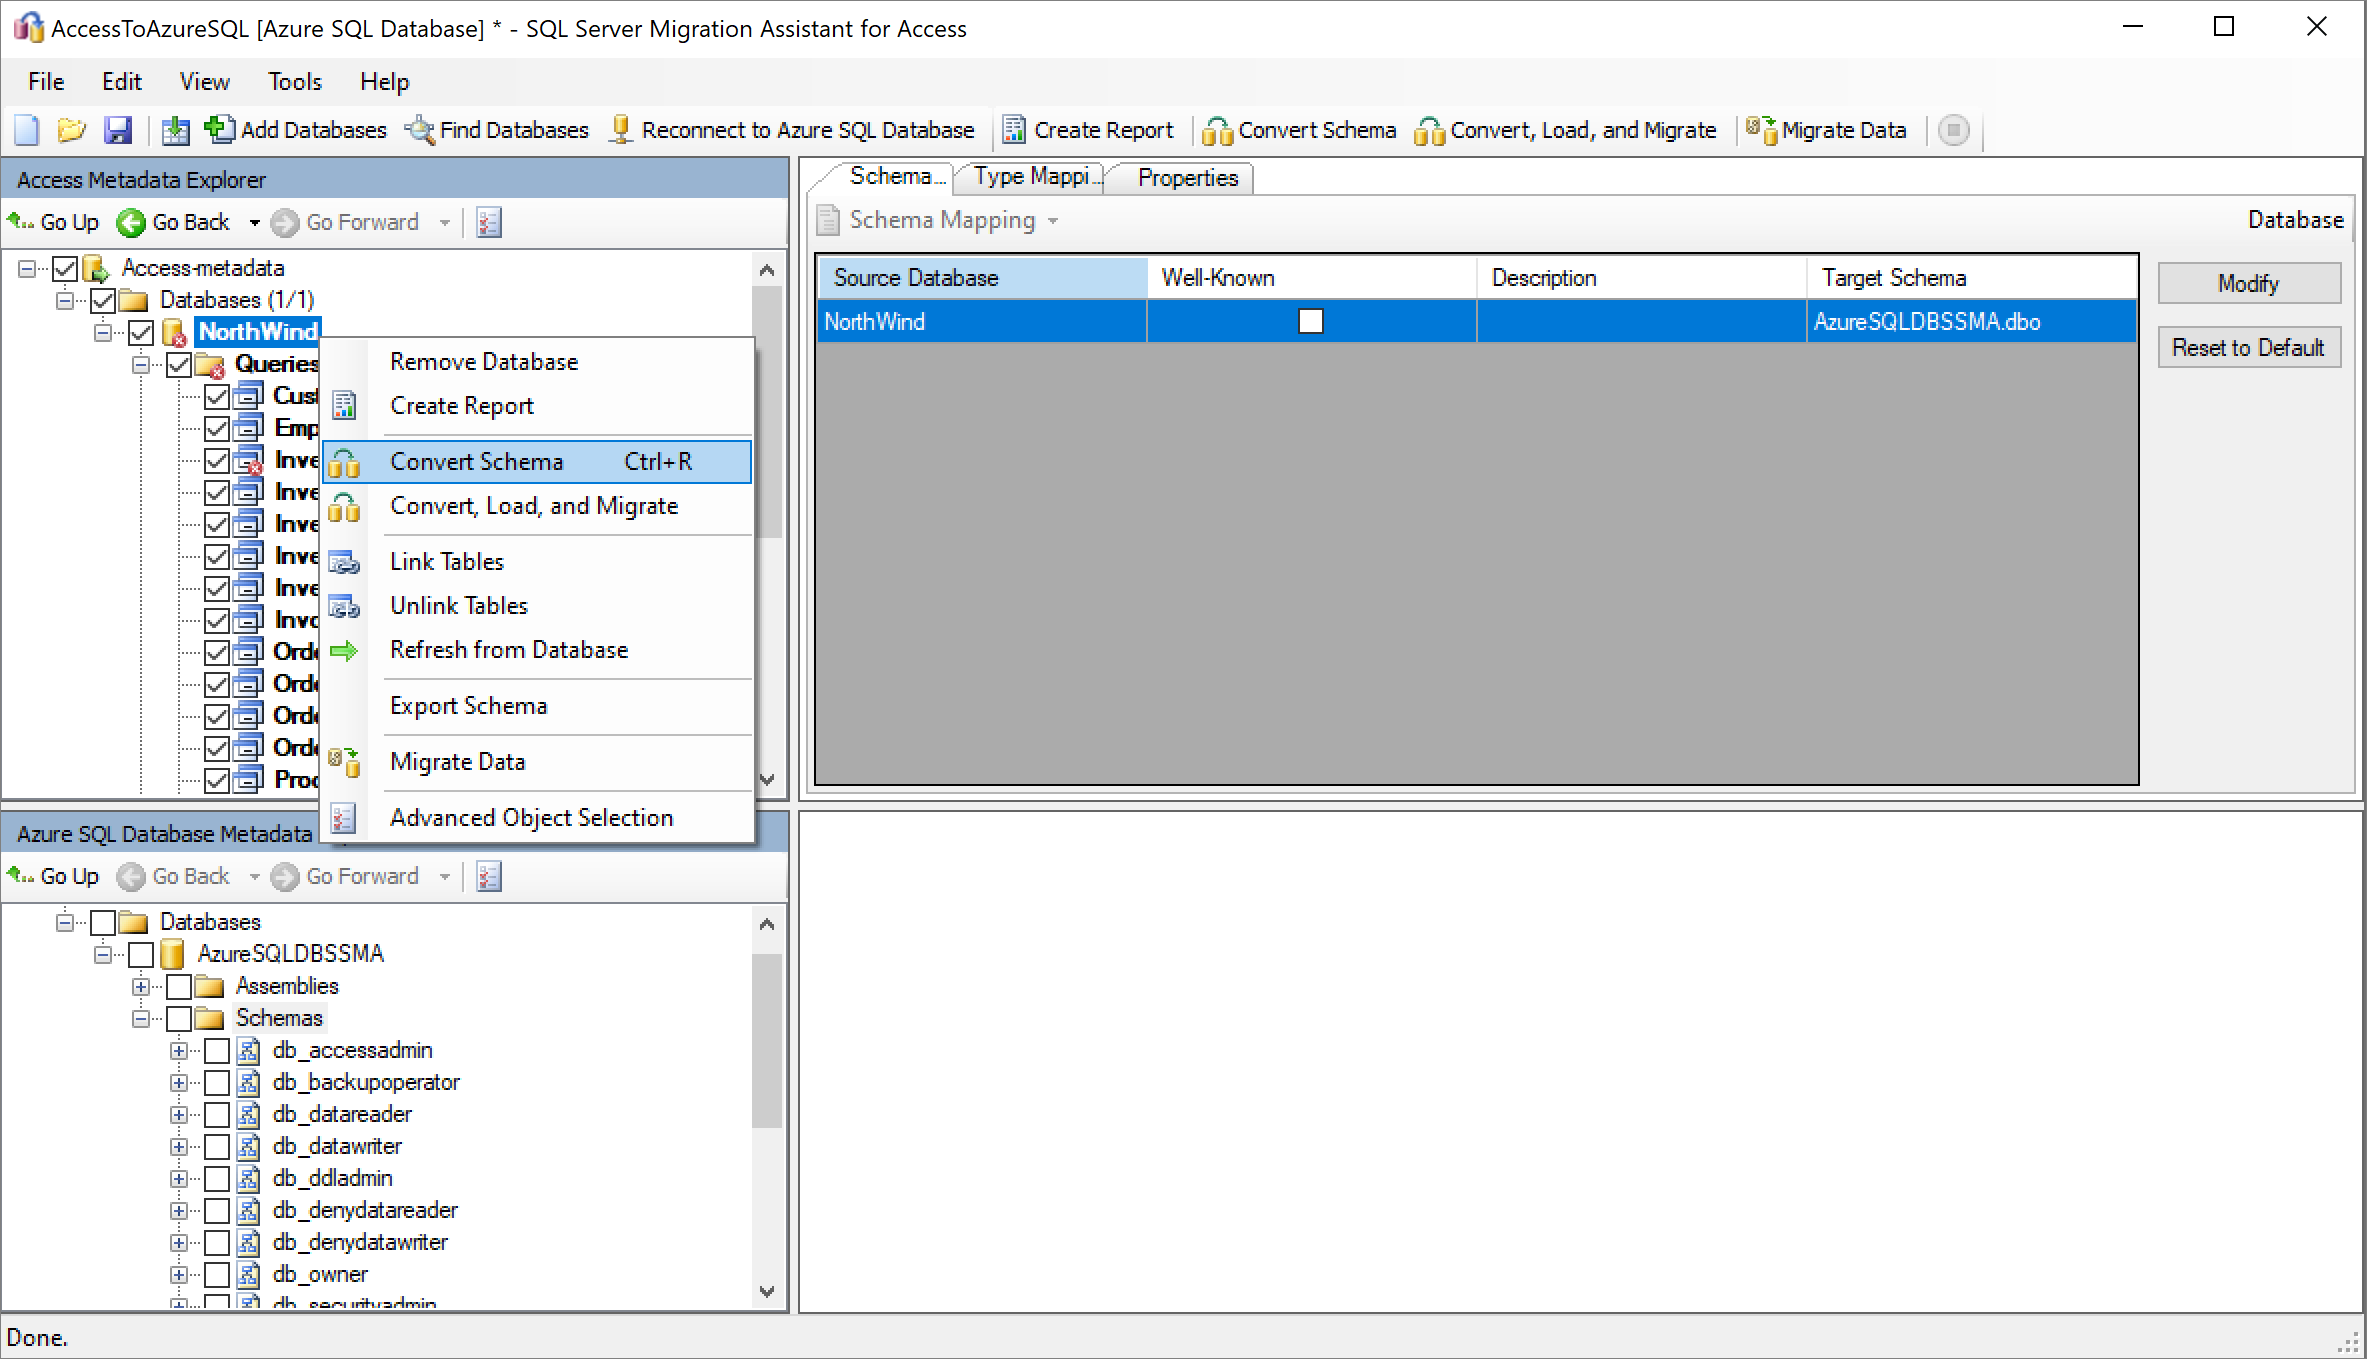 AccessToAzureSQL [Azure SQL Database] * - SQL Server Migration Assistant for Access
File Edit View Tools Help
Add Databases Find Databases Reconnect to Azure SQL Database Create Report Convert Schema Convert, Load, and Migrate Migrate Data
Access Metadata Explorer
Go Up Go Back Go Forward
Access-metadata
Databases (1/1)
NorthWind
Queries
Cust
Emp
Inve
Inve
Inve
Inve
Inve
Invo
Orde
Orde
Orde
Orde
Prod
Remove Database
Create Report
Convert Schema Ctrl+R
Convert, Load, and Migrate
Link Tables
Unlink Tables
Refresh from Database
Export Schema
Migrate Data
Advanced Object Selection
Schema... Type Mappi... Properties
Schema Mapping Database
Source Database Well-Known Description Target Schema
NorthWind AzureSQLDBSSMA.dbo
Modify
Reset to Default
Azure SQL Database Metadata
Go Up Go Back Go Forward
Databases
AzureSQLDBSSMA
Assemblies
Schemas
db_accessadmin
db_backupoperator
db_datareader
db_datawriter
db_ddladmin
db_denydatareader
db_denydatawriter
db_owner
db_securityadmin
Done.